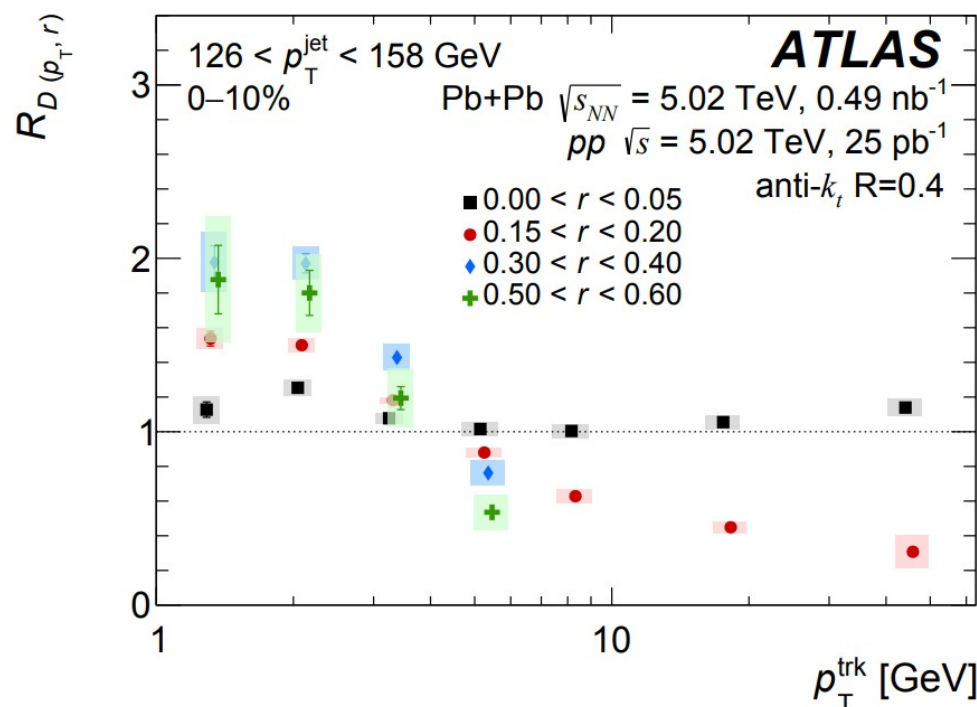 R_D (p_T, r)
126 < p_T^jet < 158 GeV
ATLAS
0–10%
Pb+Pb √s_NN = 5.02 TeV, 0.49 nb⁻¹
pp √s = 5.02 TeV, 25 pb⁻¹
anti-k_t R=0.4
0.00 < r < 0.05
0.15 < r < 0.20
0.30 < r < 0.40
0.50 < r < 0.60
3
2
1
0
1
10
p_T^trk [GeV]